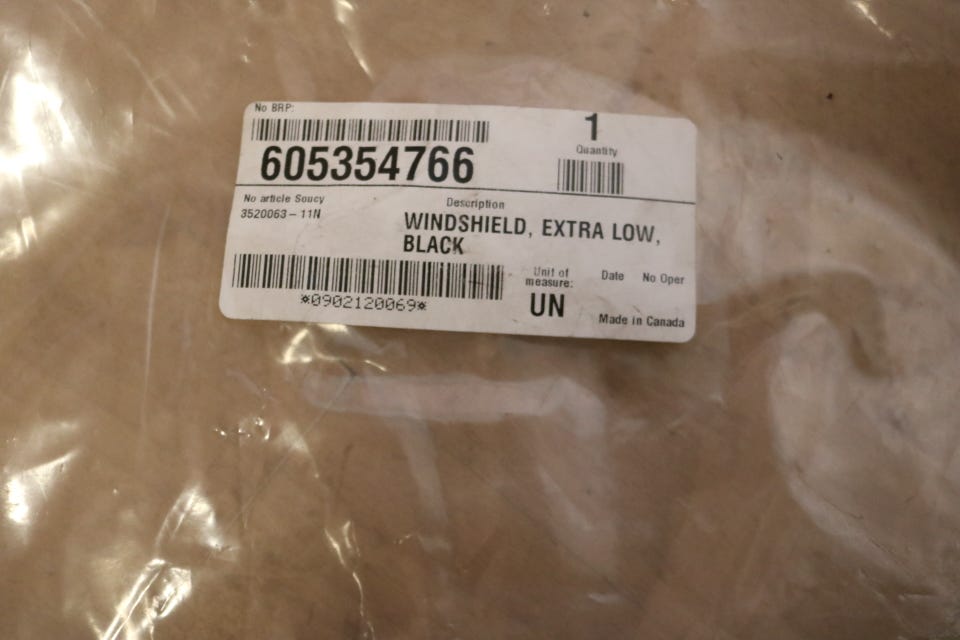 No BRP:
605354766
1
Quantity
No article Soucy
3520063-11N
Description
WINDSHIELD, EXTRA LOW,
BLACK
*0902120069*
Unit of
measure:
UN
Date No Oper
Made in Canada